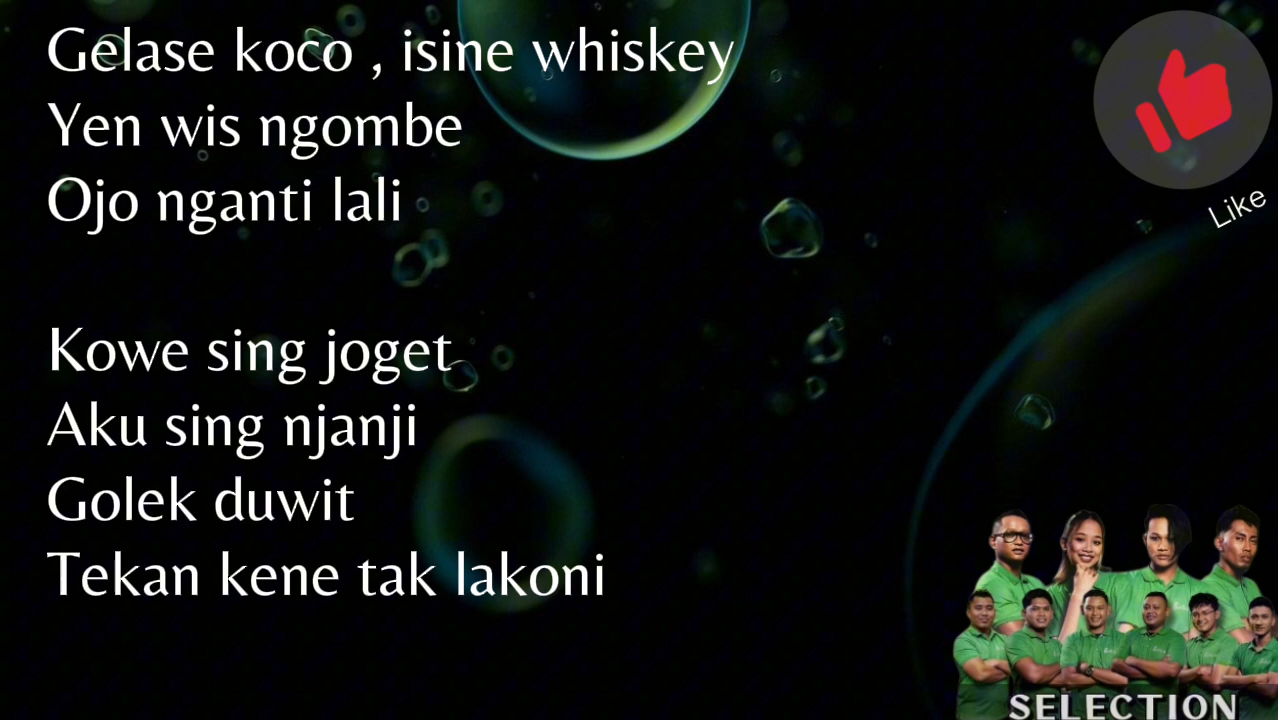 Gelase koco , isine whiskey
Yen wis ngombe
Ojo nganti lali
Kowe sing joget
Aku sing njanji
Golek duwit
Tekan kene tak lakoni
Like
SELECTION